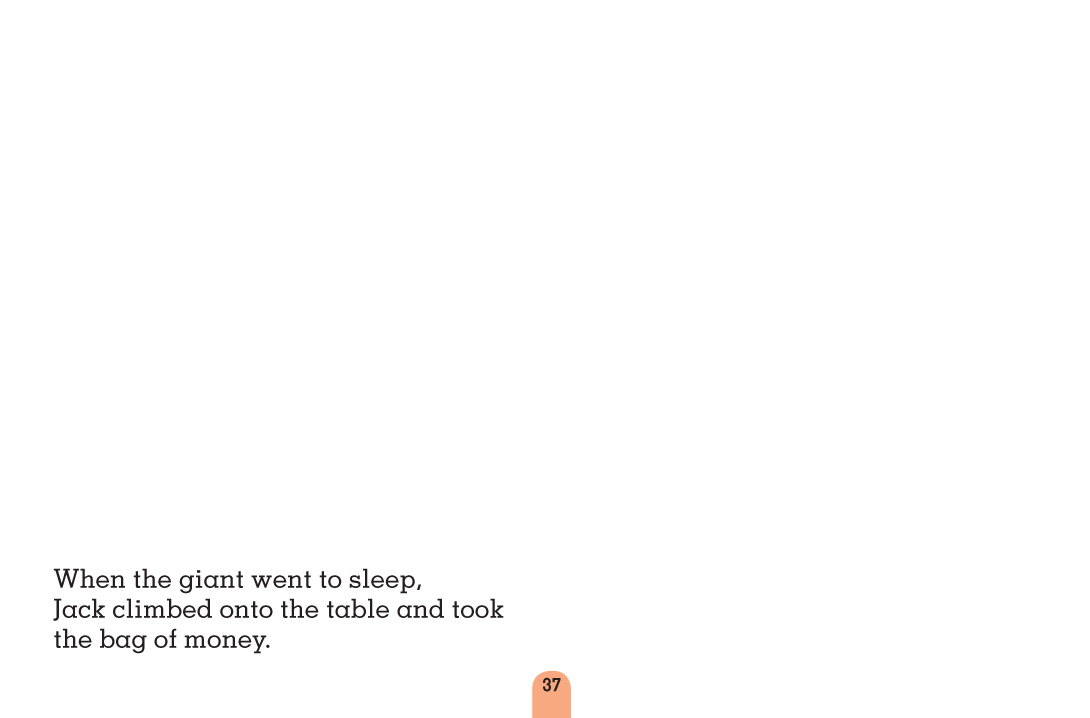 When the giant went to sleep,
Jack climbed onto the table and took
the bag of money.
37